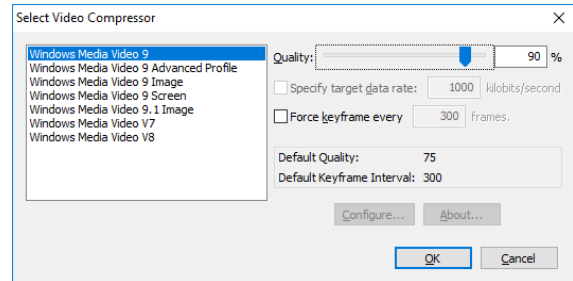 Select Video Compressor
Windows Media Video 9
Windows Media Video 9 Advanced Profile
Windows Media Video 9 Image
Windows Media Video 9 Screen
Windows Media Video 9.1 Image
Windows Media Video V7
Windows Media Video V8
Quality: 90 %
Specify target data rate: 1000 kilobits/second
Force keyframe every 300 frames.
Default Quality: 75
Default Keyframe Interval: 300
Configure... About...
OK Cancel